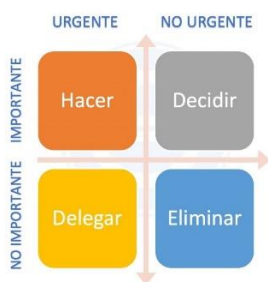 URGENTE NO URGENTE
IMPORTANTE
Hacer Decidir
NO IMPORTANTE
Delegar Eliminar